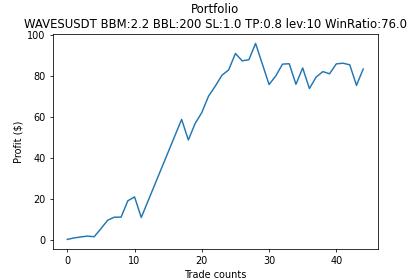 Portfolio
WAVESUSDT BBM:2.2 BBL:200 SL:1.0 TP:0.8 lev:10 WinRatio:76.0
100
80
60
40
20
0
Profit ($)
0 10 20 30 40
Trade counts